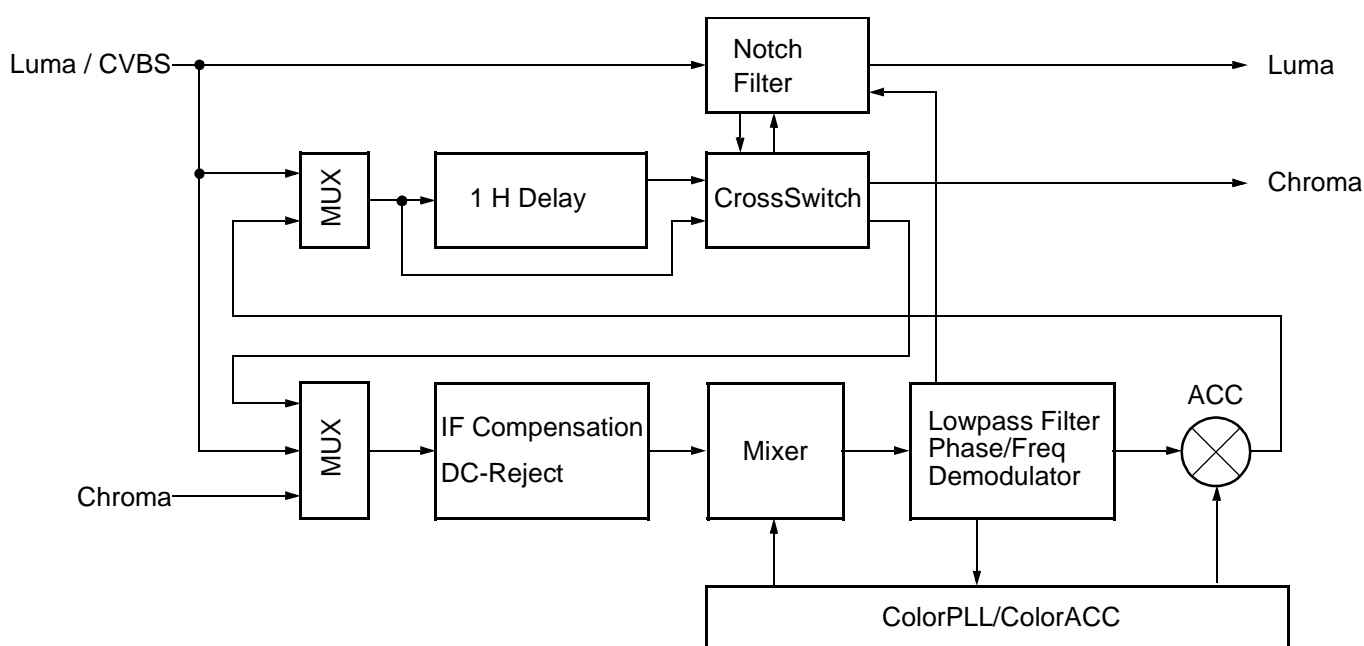 Luma / CVBS
Notch
Filter
Luma
MUX
1 H Delay
CrossSwitch
Chroma
MUX
IF Compensation
DC-Reject
Mixer
Lowpass Filter
Phase/Freq
Demodulator
ACC
Chroma
ColorPLL/ColorACC